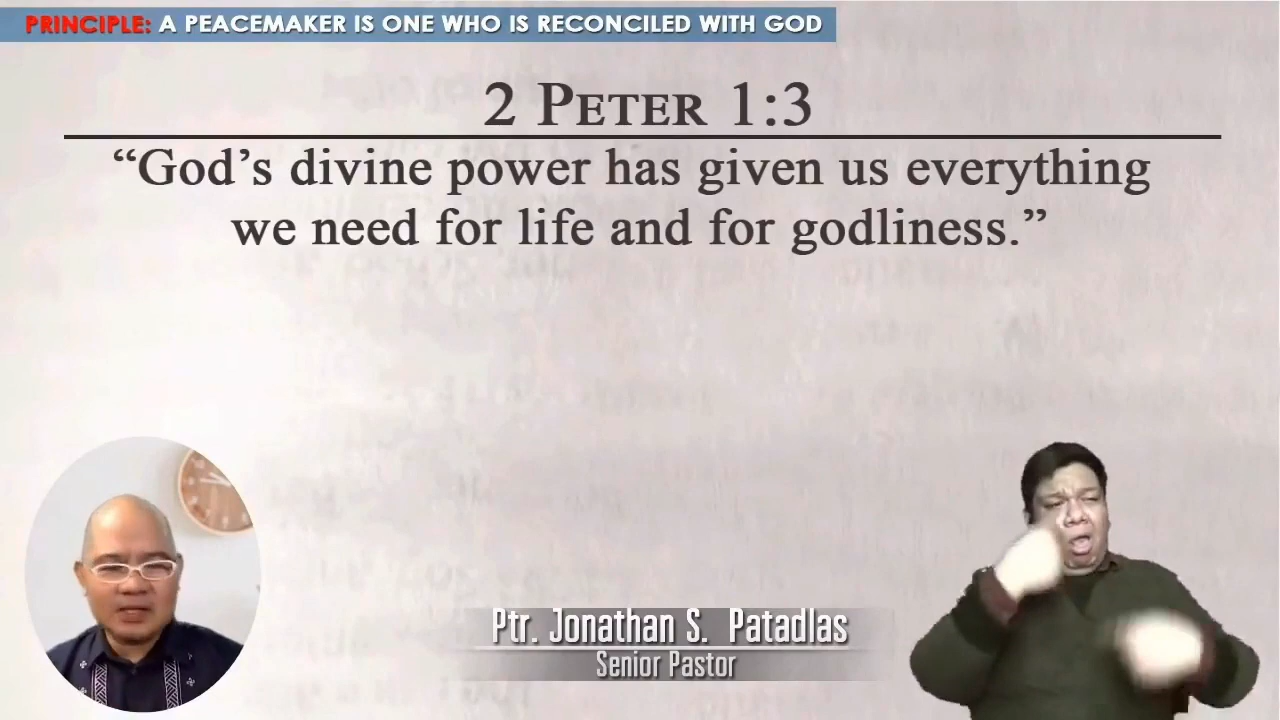 PRINCIPLE: A PEACEMAKER IS ONE WHO IS RECONCILED WITH GOD
2 PETER 1:3
“God’s divine power has given us everything
we need for life and for godliness.”
Ptr. Jonathan S. Patadlas
Senior Pastor